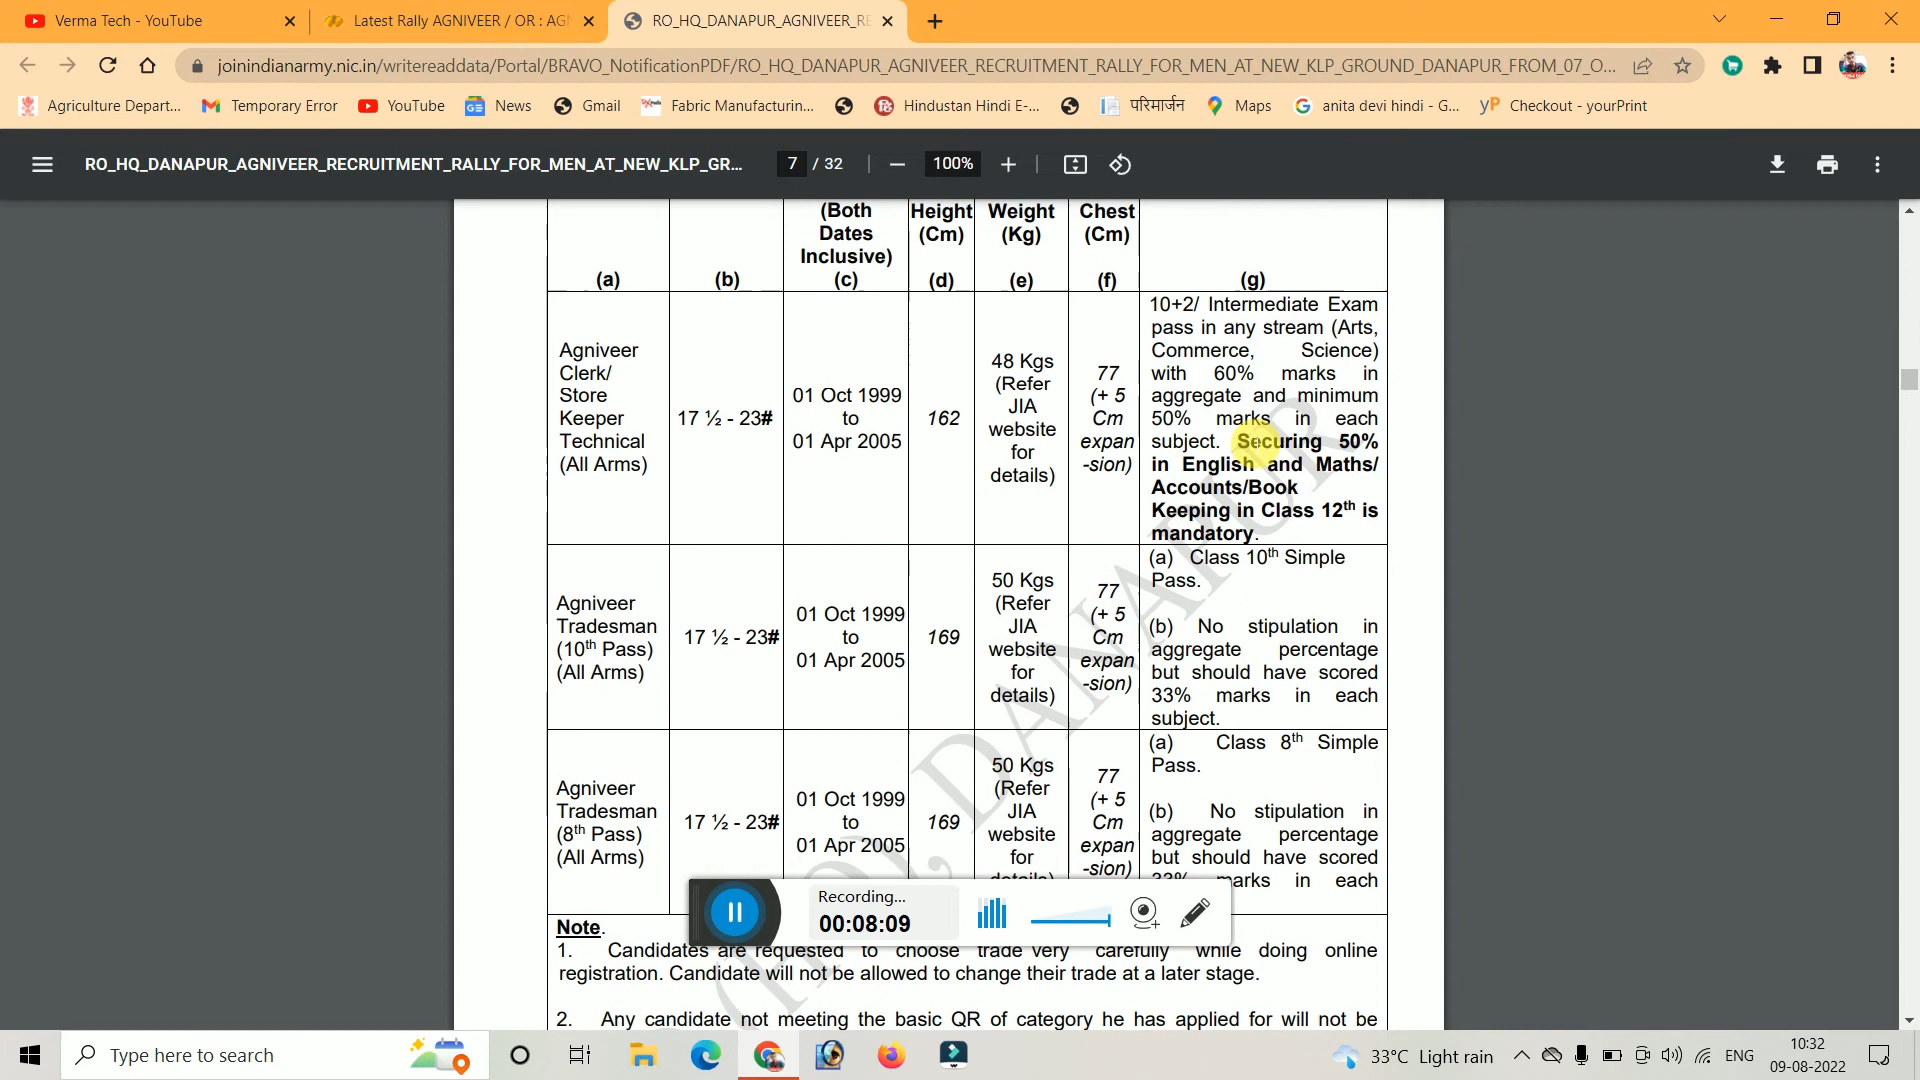 Verma Tech - YouTube
Latest Rally AGNIVEER / OR : AGN
RO_HQ_DANAPUR_AGNIVEER_RE
joinindianarmy.nic.in/writereaddata/Portal/BRAVO_NotificationPDF/RO_HQ_DANAPUR_AGNIVEER_RECRUITMENT_RALLY_FOR_MEN_AT_NEW_KLP_GROUND_DANAPUR_FROM_07_O...
Agriculture Depart... Temporary Error YouTube News Gmail Fabric Manufacturin... Hindustan Hindi E-... परिमार्जन Maps anita devi hindi - G... yP Checkout - yourPrint
RO_HQ_DANAPUR_AGNIVEER_RECRUITMENT_RALLY_FOR_MEN_AT_NEW_KLP_GR... 7 / 32 100%
(a)
(b)
(Both
Dates
Inclusive)
(c)
Height
(Cm)
(d)
Weight
(Kg)
(e)
Chest
(Cm)
(f)
(g)
Agniveer
Clerk/
Store
Keeper
Technical
(All Arms)
17 ½ - 23#
01 Oct 1999
to
01 Apr 2005
162
48 Kgs
(Refer
JIA
website
for
details)
77
(+ 5
Cm
expan
-sion)
10+2/ Intermediate Exam
pass in any stream (Arts,
Commerce, Science)
with 60% marks in
aggregate and minimum
50% marks in each
subject. Securing 50%
in English and Maths/
Accounts/Book
Keeping in Class 12th is
mandatory.
Agniveer
Tradesman
(10th Pass)
(All Arms)
17 ½ - 23#
01 Oct 1999
to
01 Apr 2005
169
50 Kgs
(Refer
JIA
website
for
details)
77
(+ 5
Cm
expan
-sion)
(a) Class 10th Simple
Pass.
(b) No stipulation in
aggregate percentage
but should have scored
33% marks in each
subject.
Agniveer
Tradesman
(8th Pass)
(All Arms)
17 ½ - 23#
01 Oct 1999
to
01 Apr 2005
169
50 Kgs
(Refer
JIA
website
for
details)
77
(+ 5
Cm
expan
-sion)
(a) Class 8th Simple
Pass.
(b) No stipulation in
aggregate percentage
but should have scored
33% marks in each
Recording...
00:08:09
Note.
1. Candidates are requested to choose trade very carefully while doing online
registration. Candidate will not be allowed to change their trade at a later stage.
2. Any candidate not meeting the basic QR of category he has applied for will not be
DANAPUR
Type here to search
33°C Light rain
ENG
10:32
09-08-2022